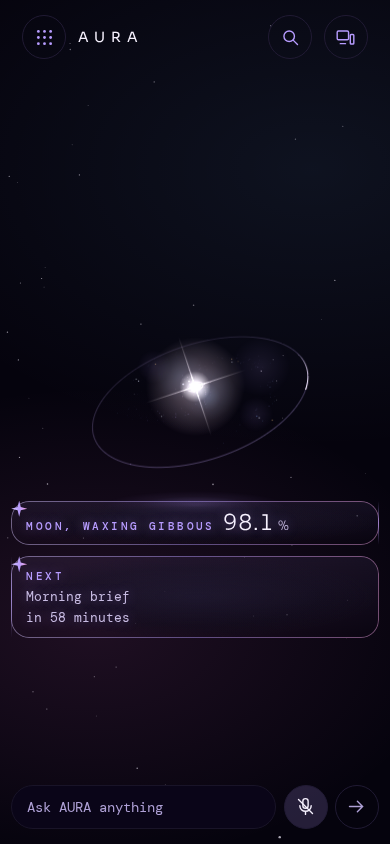 AURA
MOON, WAXING GIBBOUS 98.1 %
NEXT
Morning brief
in 58 minutes
Ask AURA anything